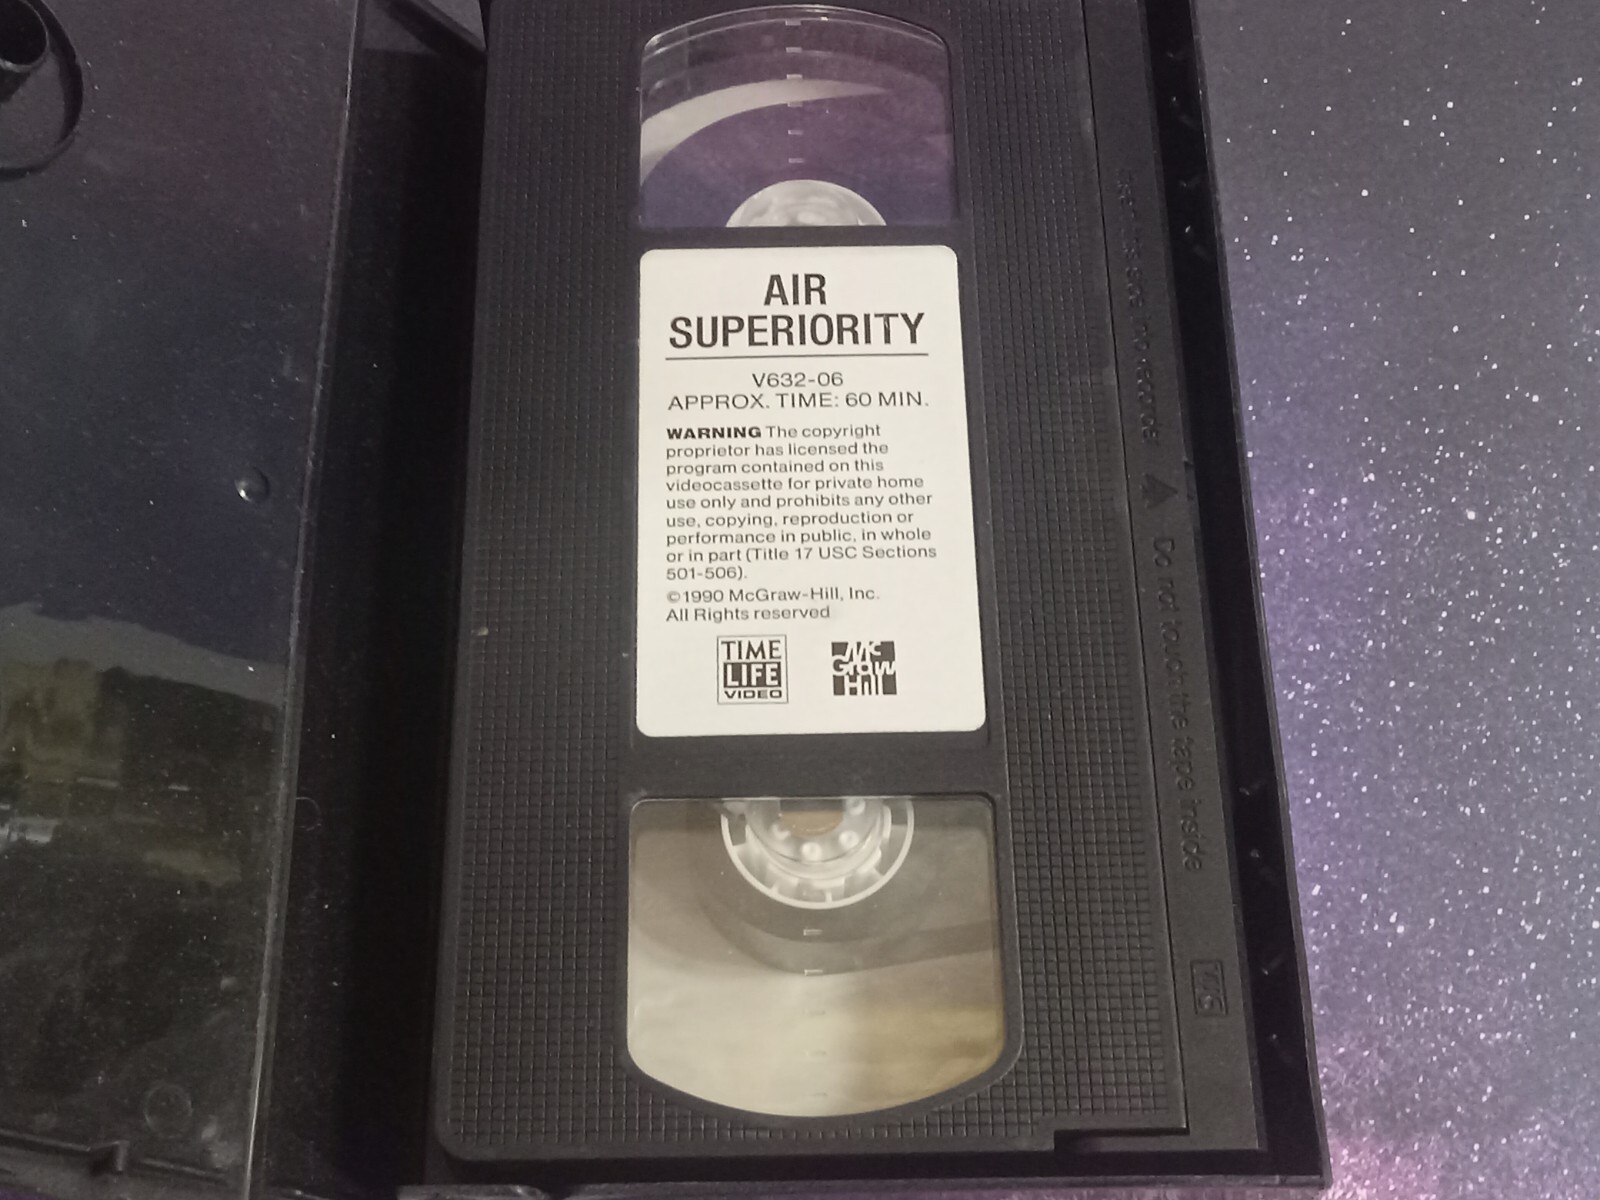 AIR
SUPERIORITY
V632-06
APPROX. TIME: 60 MIN.
WARNING The copyright
proprietor has licensed the
program contained on this
videocassette for private home
use only and prohibits any other
use, copying, reproduction or
performance in public, in whole
or in part (Title 17 USC Sections
501-506).
©1990 McGraw-Hill, Inc.
All Rights reserved
TIME
LIFE
VIDEO
Mc
Graw
Hill
Do not touch the tape inside